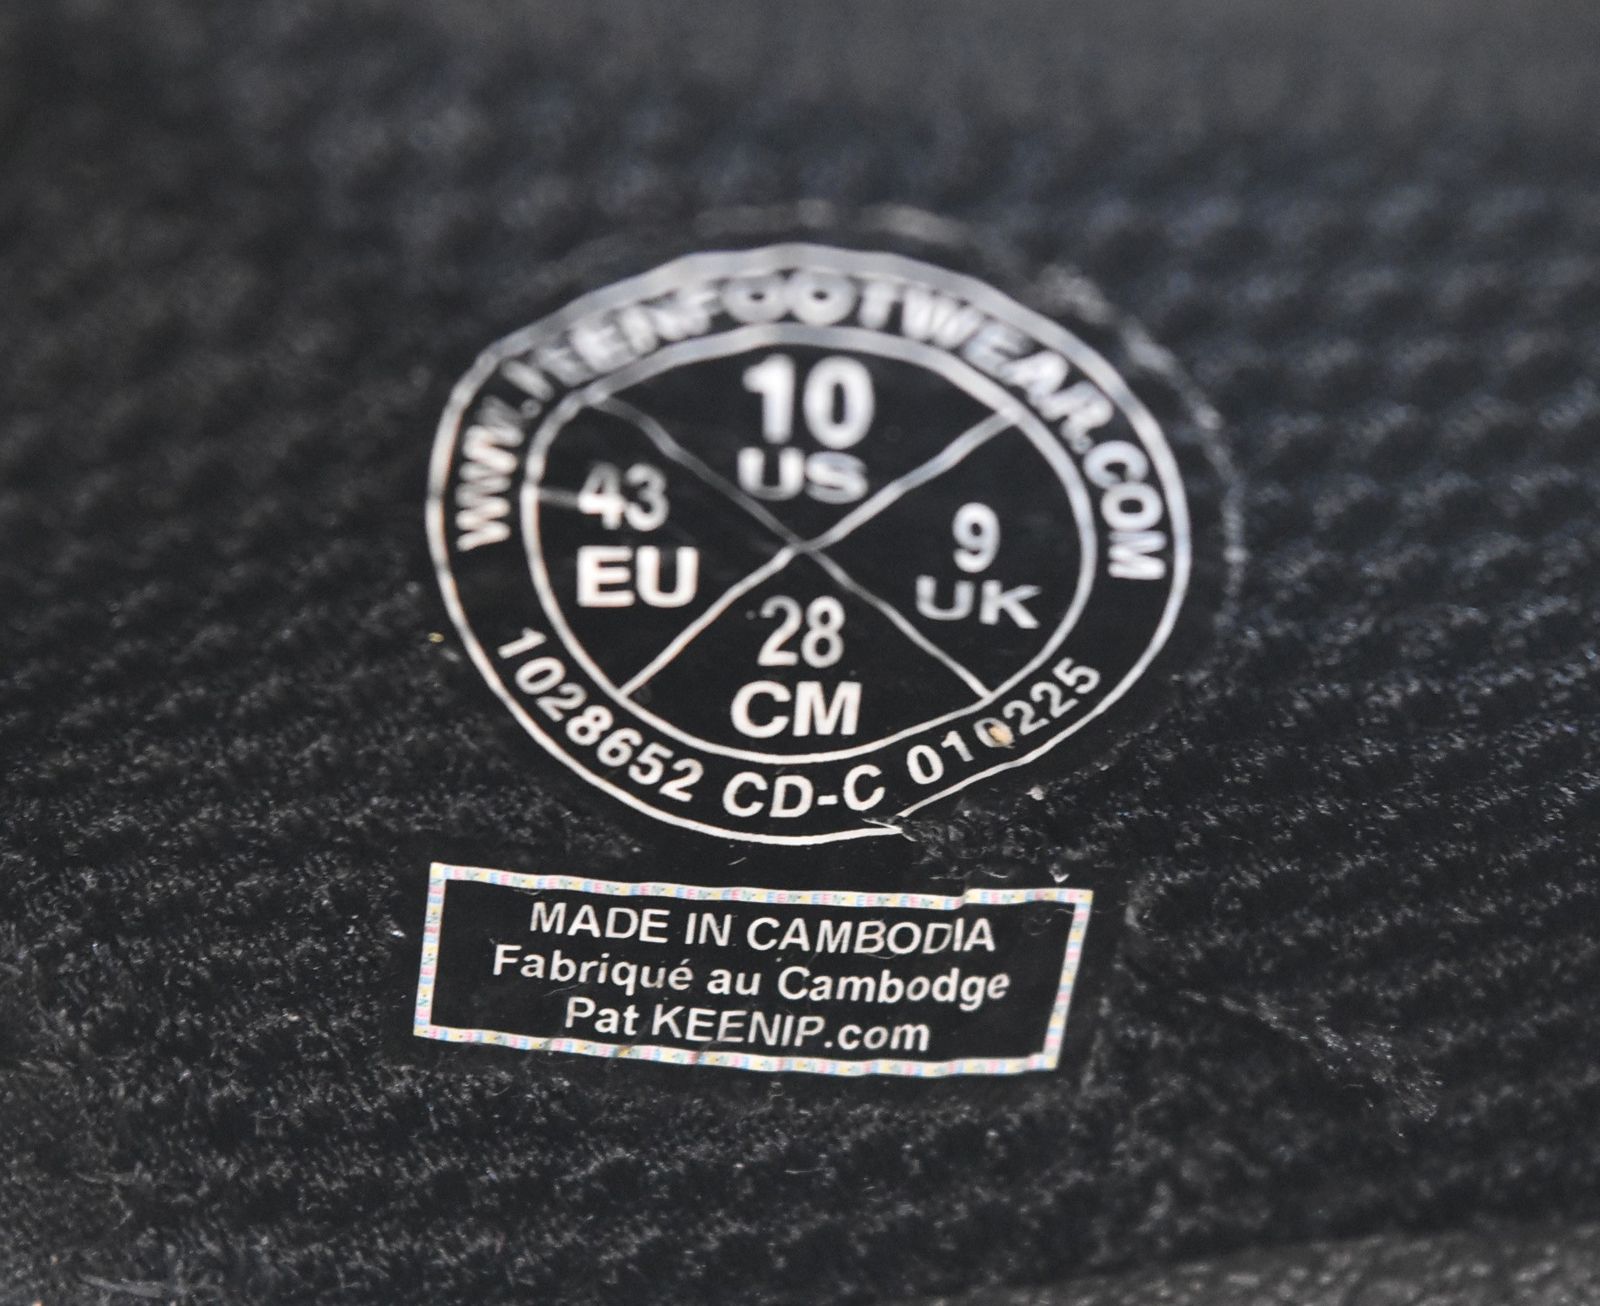 WWW.KEENFOOTWEAR.COM
10
US
43
EU
9
UK
28
CM
1028652 CD-C 010225
MADE IN CAMBODIA
Fabriqué au Cambodge
Pat KEENIP.com